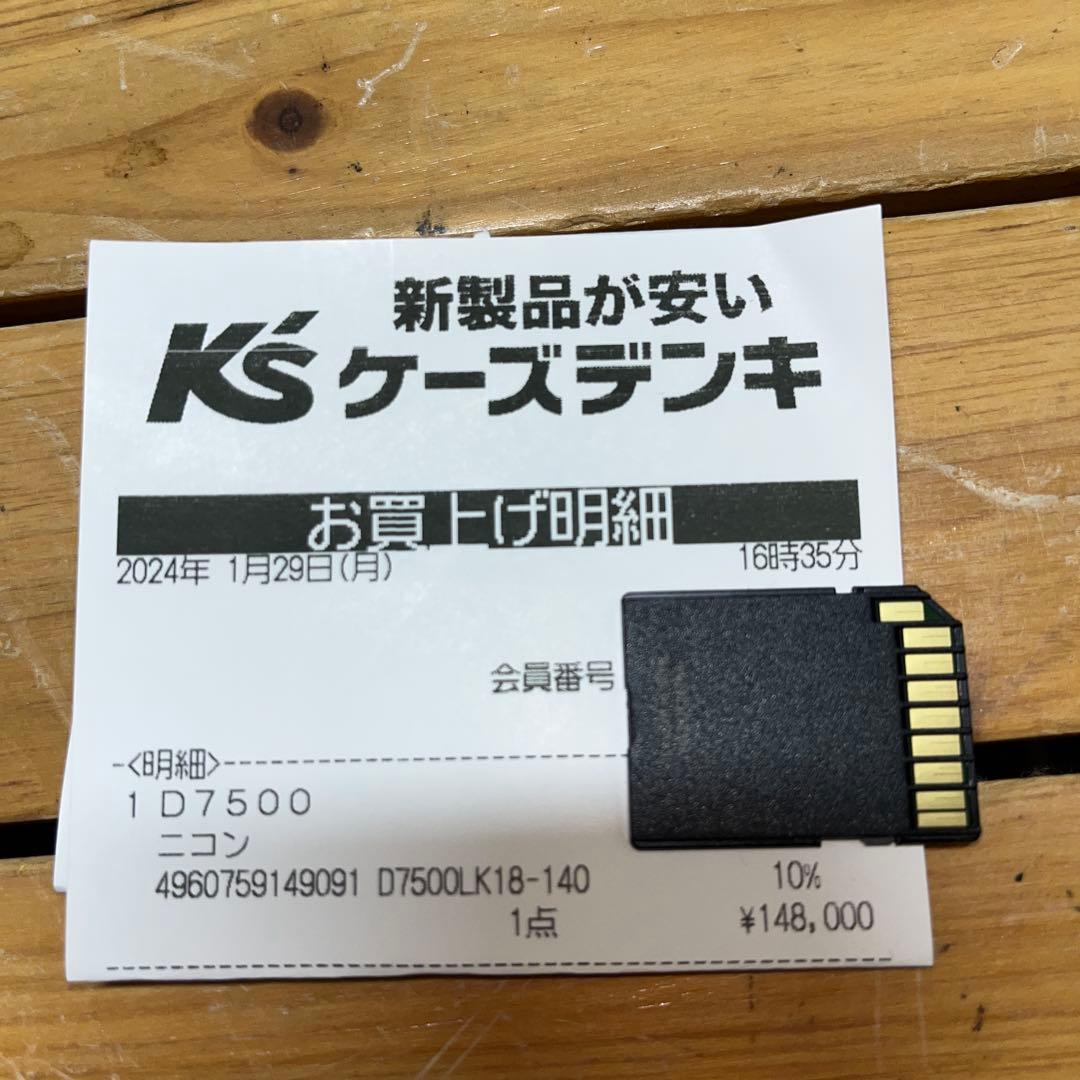 新製品が安い
K's ケーズデンキ
お買上げ明細
2024年 1月29日(月) 16時35分
会員番号
<明細>
1 D7500
ニコン
4960759149091 D7500LK18-140 10%
1点 ¥148,000